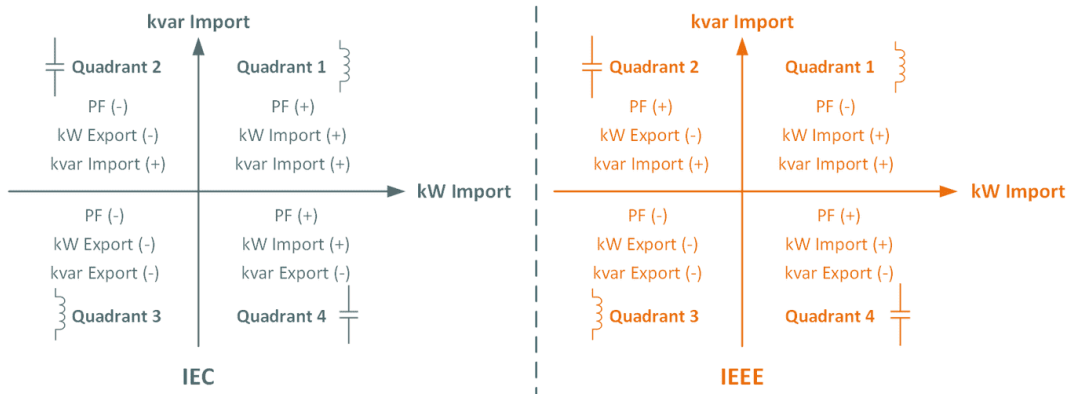 kvar Import
Quadrant 2
Quadrant 1
PF (-)
PF (+)
kW Export (-)
kW Import (+)
kvar Import (+)
kvar Import (+)
kW Import
PF (-)
PF (+)
kW Export (-)
kW Import (+)
kvar Export (-)
kvar Export (-)
Quadrant 3
Quadrant 4
IEC
kvar Import
Quadrant 2
Quadrant 1
PF (+)
PF (-)
kW Export (-)
kW Import (+)
kvar Import (+)
kvar Import (+)
kW Import
PF (-)
PF (+)
kW Export (-)
kW Import (+)
kvar Export (-)
kvar Export (-)
Quadrant 3
Quadrant 4
IEEE